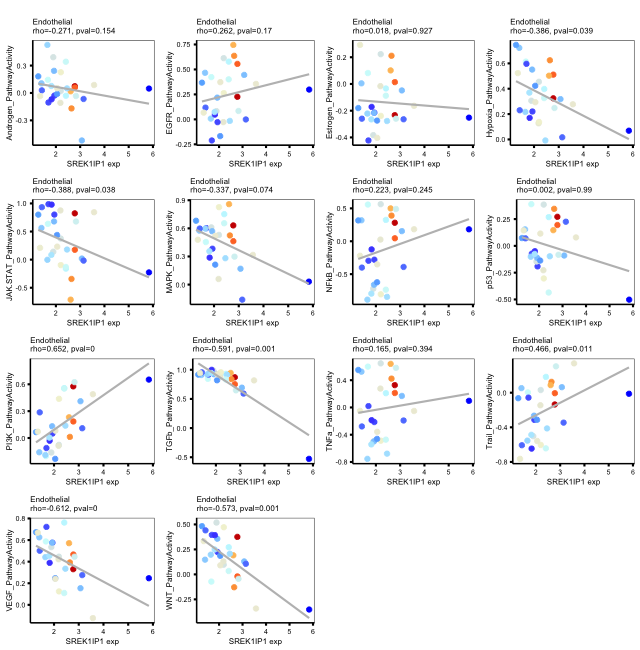 Endothelial
rho=-0.271, pval=0.154
Androgen_PathwayActivity
0.3
0.0
-0.3
2 3 4 5 6
SREK1IP1 exp
Endothelial
rho=0.262, pval=0.17
EGFR_PathwayActivity
0.75
0.50
0.25
0.00
-0.25
2 3 4 5 6
SREK1IP1 exp
Endothelial
rho=0.018, pval=0.927
Estrogen_PathwayActivity
0.2
0.0
-0.2
-0.4
2 3 4 5 6
SREK1IP1 exp
Endothelial
rho=-0.386, pval=0.039
Hypoxia_PathwayActivity
0.6
0.4
0.2
0.0
2 3 4 5 6
SREK1IP1 exp
Endothelial
rho=-0.388, pval=0.038
JAK.STAT_PathwayActivity
1.0
0.5
0.0
-0.5
2 3 4 5 6
SREK1IP1 exp
Endothelial
rho=-0.337, pval=0.074
MAPK_PathwayActivity
0.9
0.6
0.3
0.0
2 3 4 5 6
SREK1IP1 exp
Endothelial
rho=0.223, pval=0.245
NFkB_PathwayActivity
0.5
0.0
-0.5
2 3 4 5 6
SREK1IP1 exp
Endothelial
rho=0.002, pval=0.99
p53_PathwayActivity
0.25
0.00
-0.25
-0.50
2 3 4 5 6
SREK1IP1 exp
Endothelial
rho=0.652, pval=0
PI3K_PathwayActivity
0.6
0.3
0.0
2 3 4 5 6
SREK1IP1 exp
Endothelial
rho=-0.591, pval=0.001
TGFb_PathwayActivity
1.0
0.5
0.0
-0.5
2 3 4 5 6
SREK1IP1 exp
Endothelial
rho=0.165, pval=0.394
TNFa_PathwayActivity
0.4
0.0
-0.4
-0.8
2 3 4 5 6
SREK1IP1 exp
Endothelial
rho=0.466, pval=0.011
Trail_PathwayActivity
0.0
-0.4
-0.8
2 3 4 5 6
SREK1IP1 exp
Endothelial
rho=-0.612, pval=0
VEGF_PathwayActivity
0.8
0.6
0.4
0.2
0.0
2 3 4 5 6
SREK1IP1 exp
Endothelial
rho=-0.573, pval=0.001
WNT_PathwayActivity
0.50
0.25
0.00
-0.25
2 3 4 5 6
SREK1IP1 exp